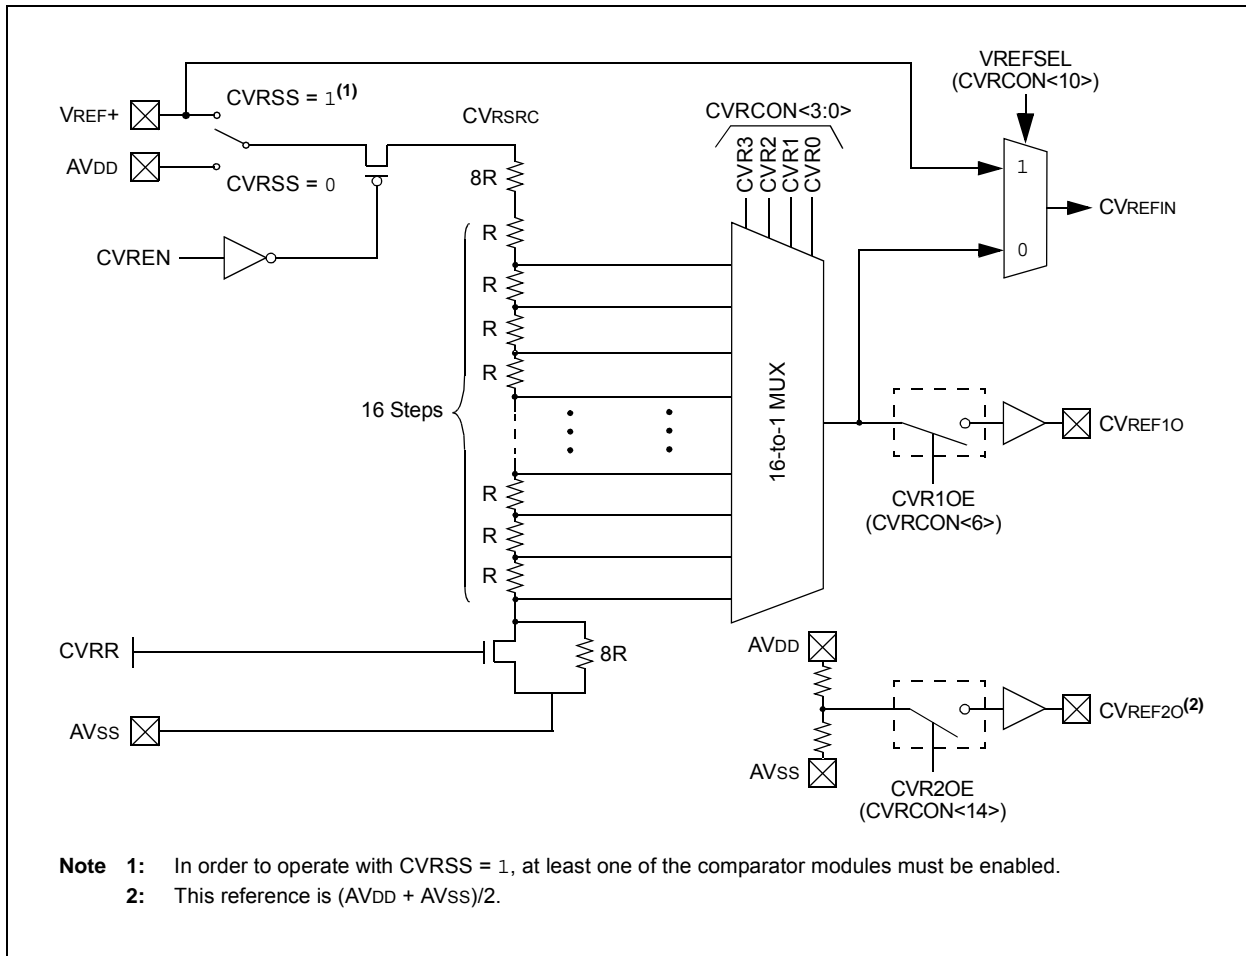 VREFSEL
(CVRCON<10>)
VREF+
CVRSS = 1(1)
CVRSRC
CVRCON<3:0>
CVR3
CVR2
CVR1
CVR0
AVDD
CVRSS = 0
8R
1
CVREFIN
CVREN
R
0
R
R
R
16 Steps
16-to-1 MUX
CVREF1O
R
CVR1OE
(CVRCON<6>)
R
R
CVRR
8R
AVDD
AVSS
CVREF2O(2)
AVSS
CVR2OE
(CVRCON<14>)
Note 1: In order to operate with CVRSS = 1, at least one of the comparator modules must be enabled.
2: This reference is (AVDD + AVSS)/2.